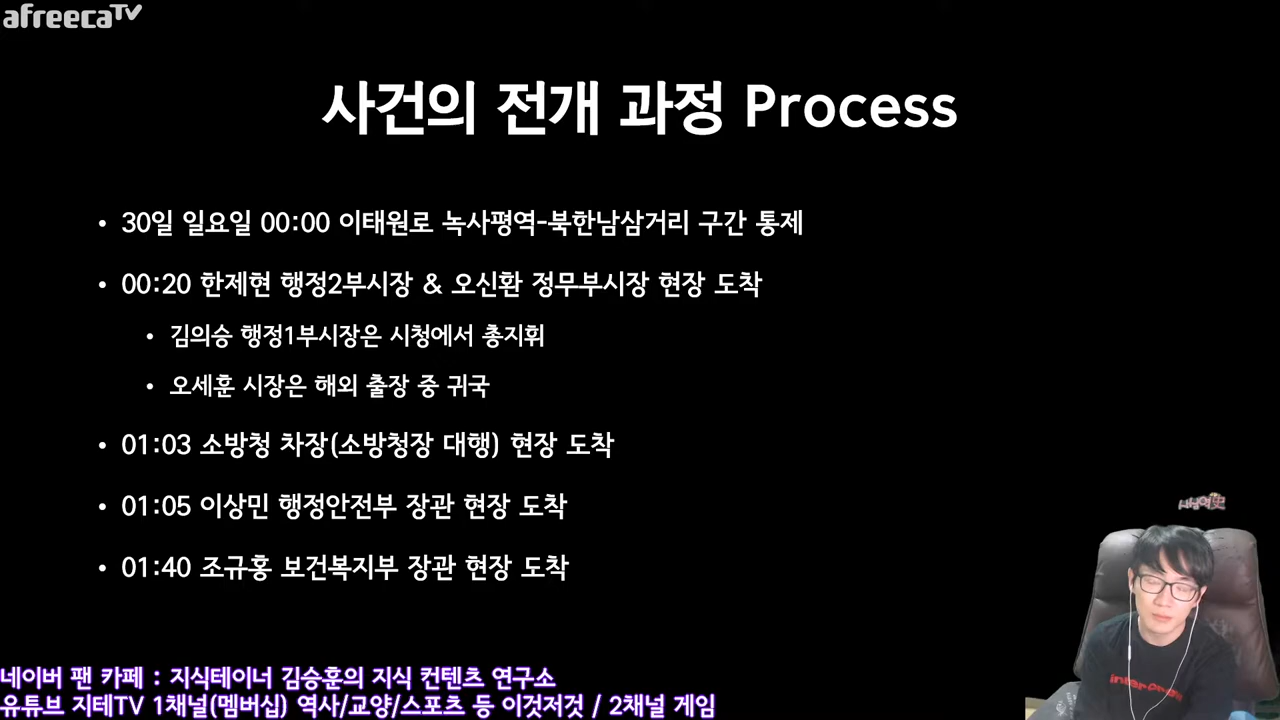 afreecaTV
사건의 전개 과정 Process
• 30일 일요일 00:00 이태원로 녹사평역-북한남삼거리 구간 통제
• 00:20 한제현 행정2부시장 & 오신환 정무부시장 현장 도착
• 김의승 행정1부시장은 시청에서 총지휘
• 오세훈 시장은 해외 출장 중 귀국
• 01:03 소방청 차장(소방청장 대행) 현장 도착
• 01:05 이상민 행정안전부 장관 현장 도착
• 01:40 조규홍 보건복지부 장관 현장 도착
네이버 팬 카페 : 지식테이너 김승훈의 지식 컨텐츠 연구소
유튜브 지테TV 1채널(멤버십) 역사/교양/스포츠 등 이것저것 / 2채널 게임